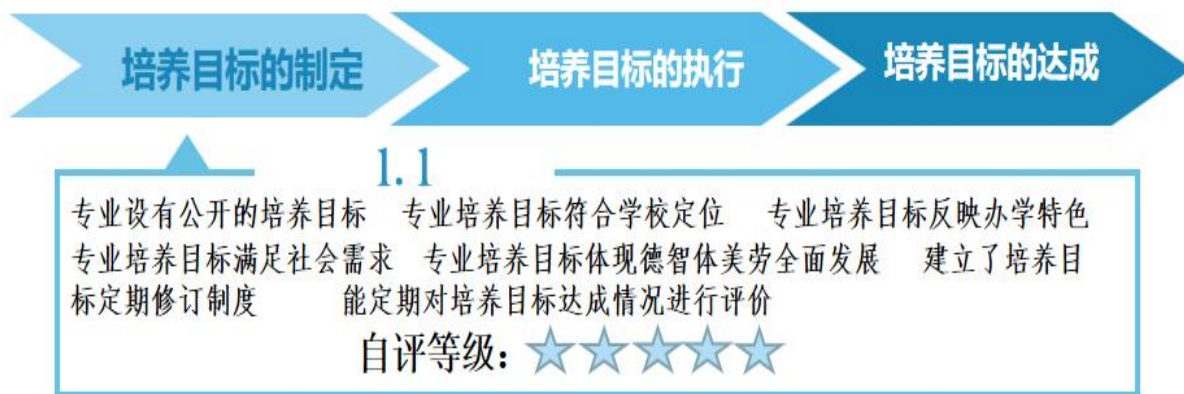 培养目标的制定 培养目标的执行 培养目标的达成
1.1
专业设有公开的培养目标 专业培养目标符合学校定位 专业培养目标反映办学特色
专业培养目标满足社会需求 专业培养目标体现德智体美劳全面发展 建立了培养目
标定期修订制度 能定期对培养目标达成情况进行评价
自评等级：